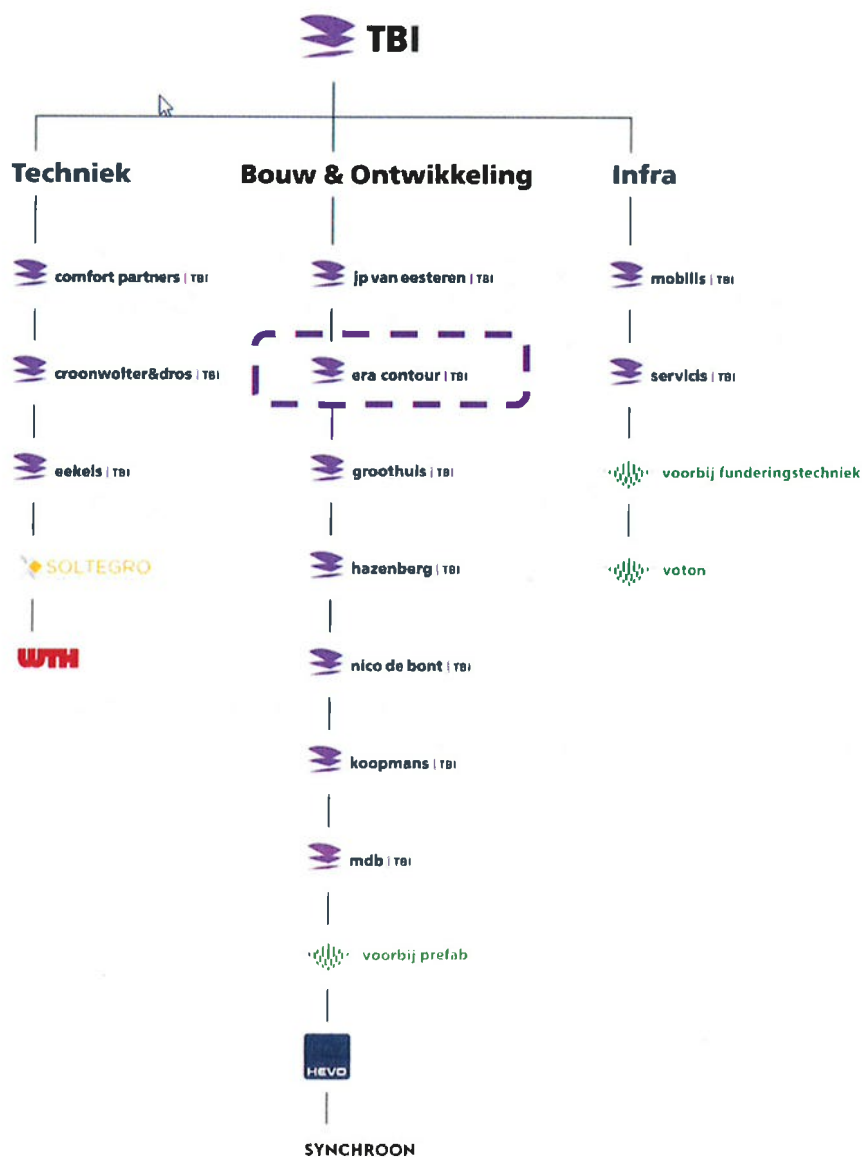 TBI
Techniek
Bouw & Ontwikkeling
Infra
comfort partners | TBI
jp van eesteren | TBI
mobilis | TBI
croonwolter&dros | TBI
era contour | TBI
servicis | TBI
eekels | TBI
groothuis | TBI
voorbij funderingstechniek
SOLTEGRO
hazenberg | TBI
voton
WTH
nico de bont | TBI
koopmans | TBI
mdb | TBI
voorbij prefab
HEVO
SYNCHROON